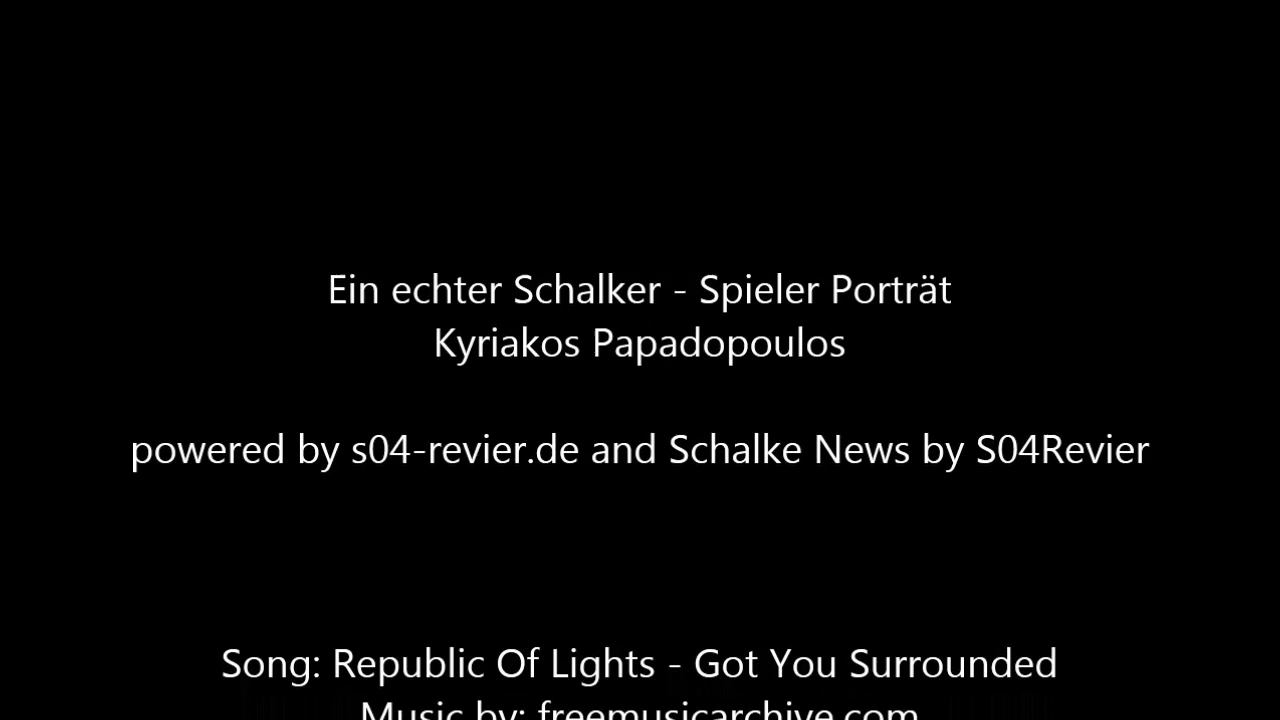 Ein echter Schalker - Spieler Porträt
Kyriakos Papadopoulos
powered by s04-revier.de and Schalke News by S04Revier
Song: Republic Of Lights - Got You Surrounded
Music by: freemusicarchive.com